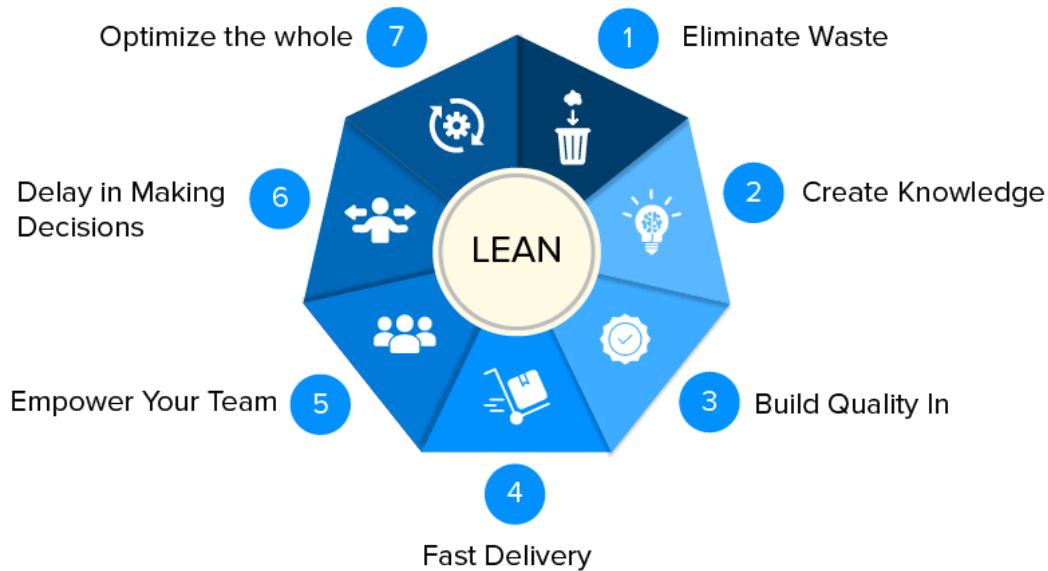 Optimize the whole
7
1
Eliminate Waste
Delay in Making
Decisions
6
2
Create Knowledge
LEAN
Empower Your Team
5
3
Build Quality In
4
Fast Delivery